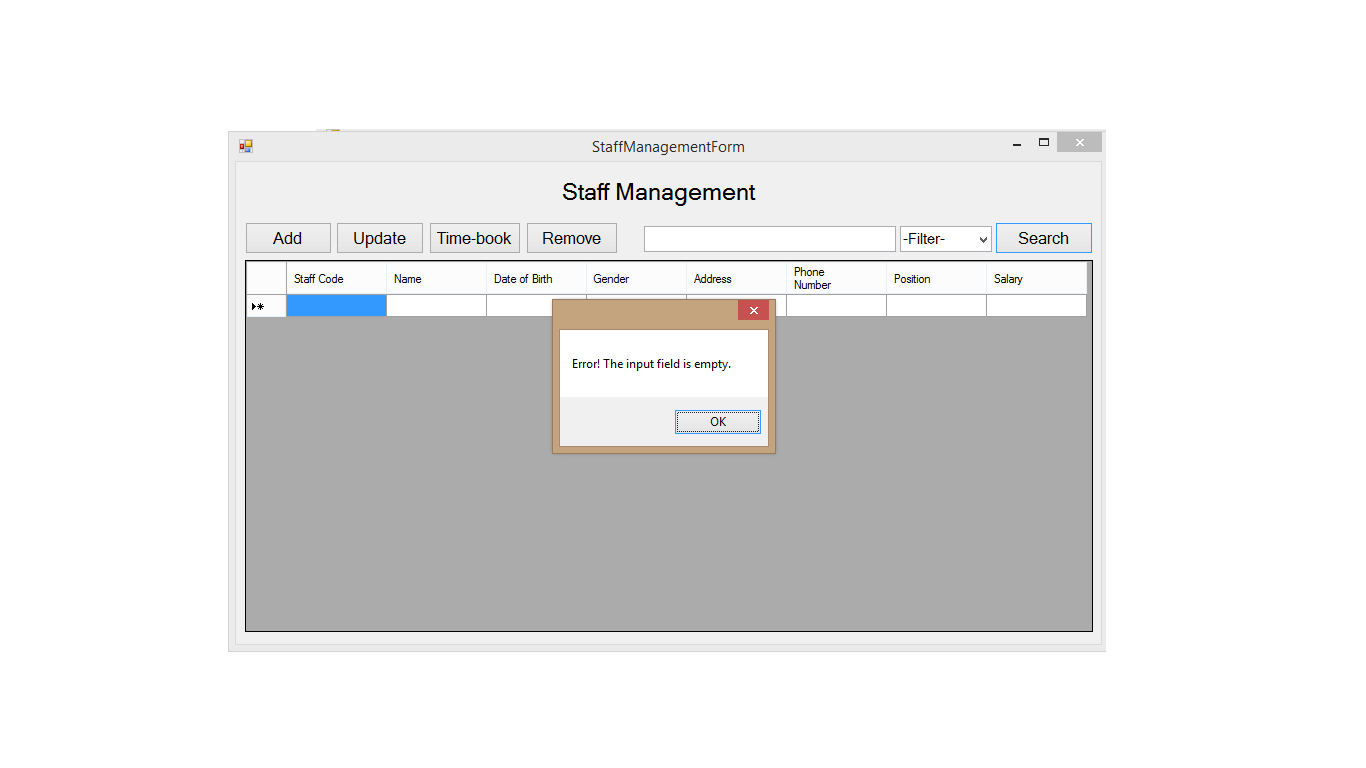 StaffManagementForm
Staff Management
Add
Update
Time-book
Remove
-Filter-
Search
Staff Code
Name
Date of Birth
Gender
Address
Phone
Number
Position
Salary
Error! The input field is empty.
OK